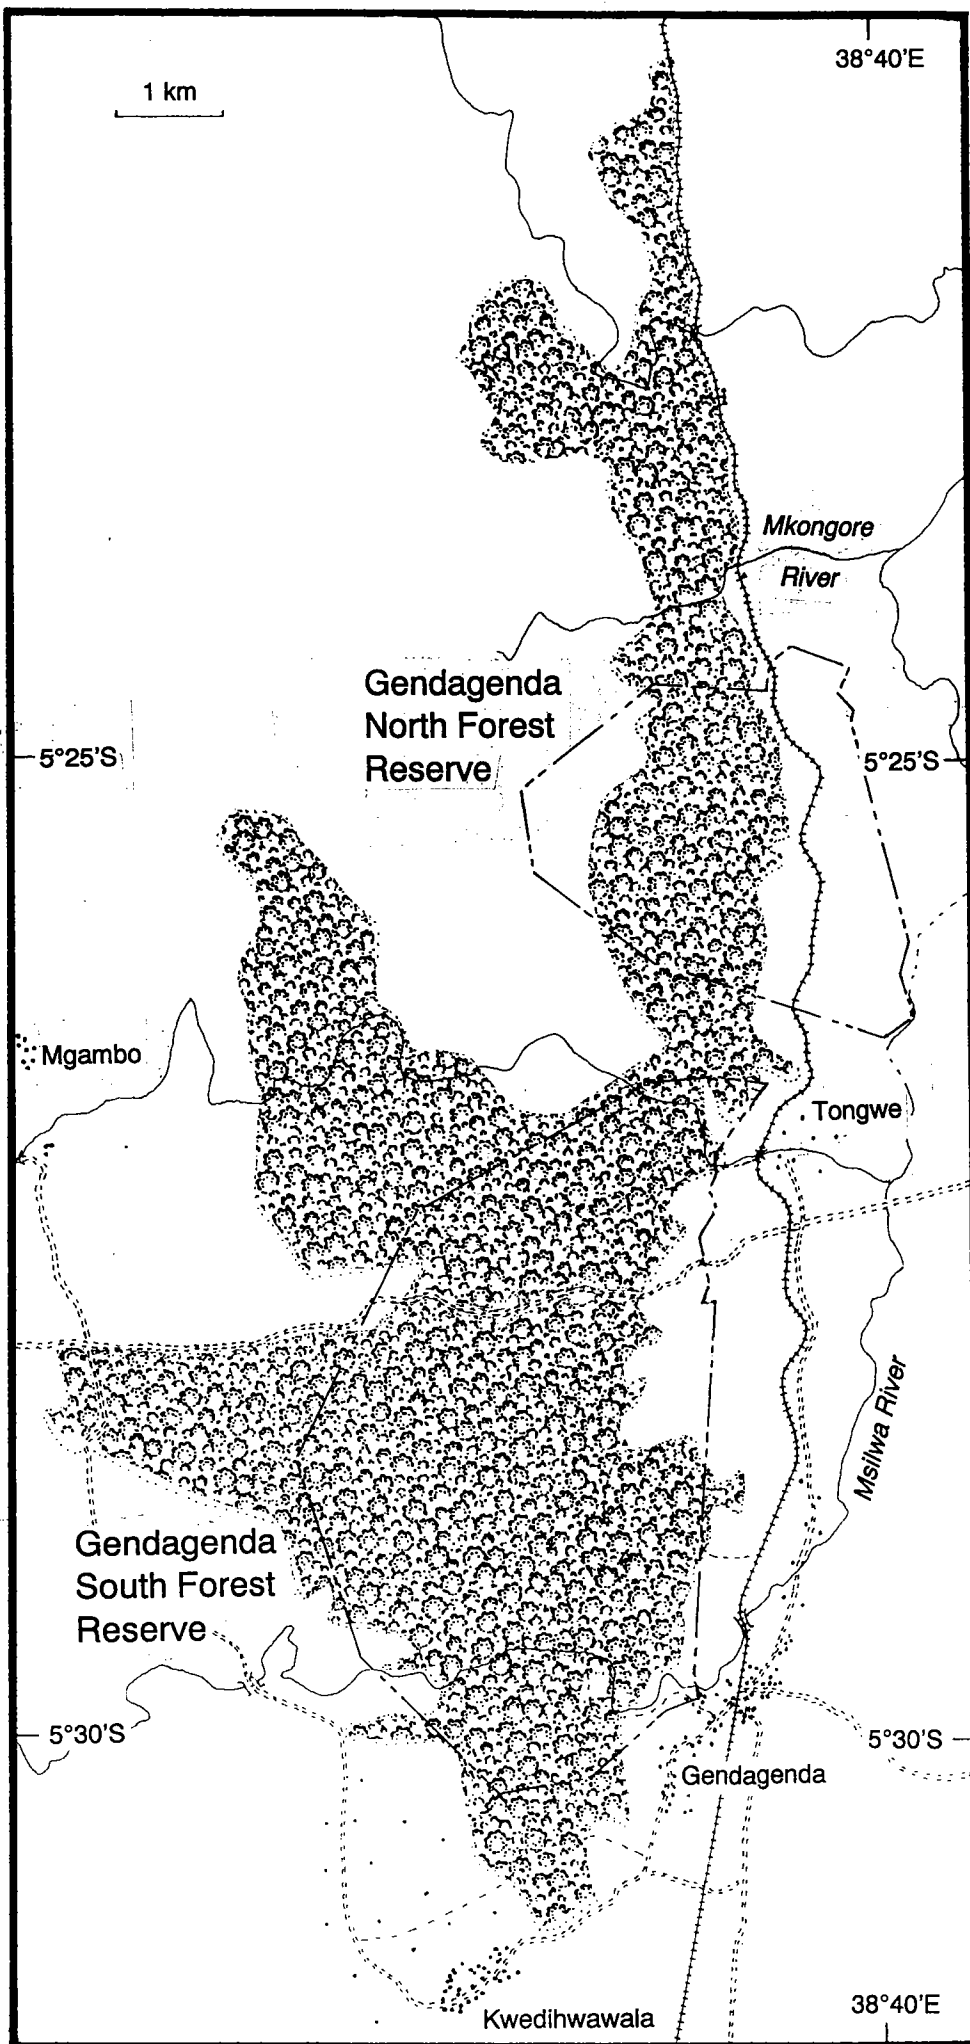 38°40'E
1 km
Mkongore
River
Gendagenda
North Forest
Reserve
5°25'S
5°25'S
Mgambo
Tongwe
Msilwa River
Gendagenda
South Forest
Reserve
5°30'S
5°30'S
Gendagenda
38°40'E
Kwedihwawala